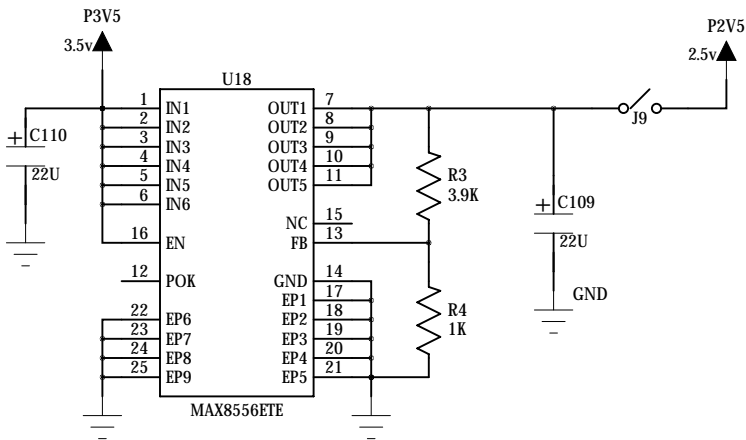 P3V5
3.5v
P2V5
2.5v
U18
J9
1 IN1 OUT1 7
2 IN2 OUT2 8
3 IN3 OUT3 9
4 IN4 OUT4 10
5 IN5 OUT5 11
6 IN6
NC 15
16 EN FB 13
12 POK GND 14
EP1 17
22 EP6 EP2 18
23 EP7 EP3 19
24 EP8 EP4 20
25 EP9 EP5 21
MAX8556ETE
+ C110
22U
R3
3.9K
R4
1K
+ C109
22U
GND